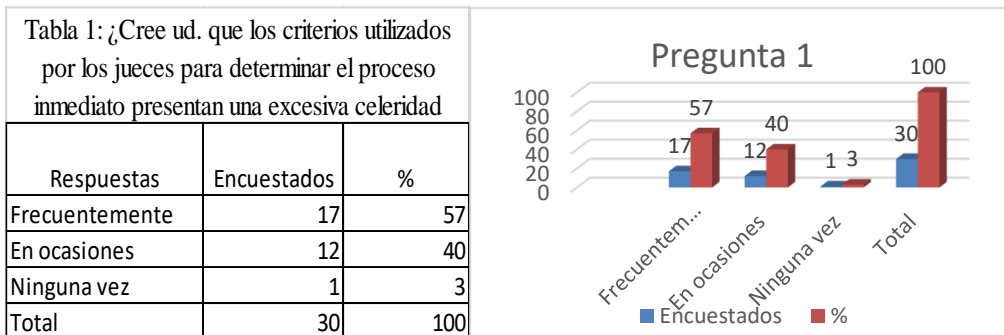 Tabla 1: ¿Cree ud. que los criterios utilizados
por los jueces para determinar el proceso
inmediato presentan una excesiva celeridad
Respuestas Encuestados %
Frecuentemente 17 57
En ocasiones 12 40
Ninguna vez 1 3
Total 30 100
Pregunta 1
100
80
60
40
20
0
17 57
12 40
1 3
30 100
Frecuentem...
En ocasiones
Ninguna vez
Total
Encuestados %